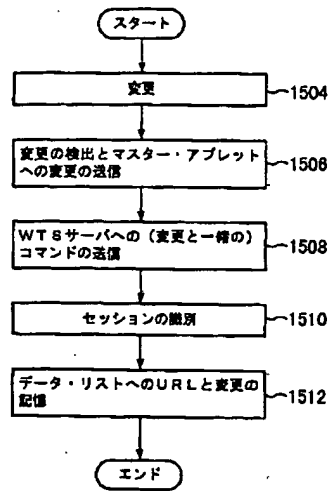 スタート
変更
1504
変更の検出とマスター・アプレット
への変更の送信
1506
WTSサーバへの（変更と一緒の）
コマンドの送信
1508
セッションの識別
1510
データ・リストへのURLと変更の
記憶
1512
エンド